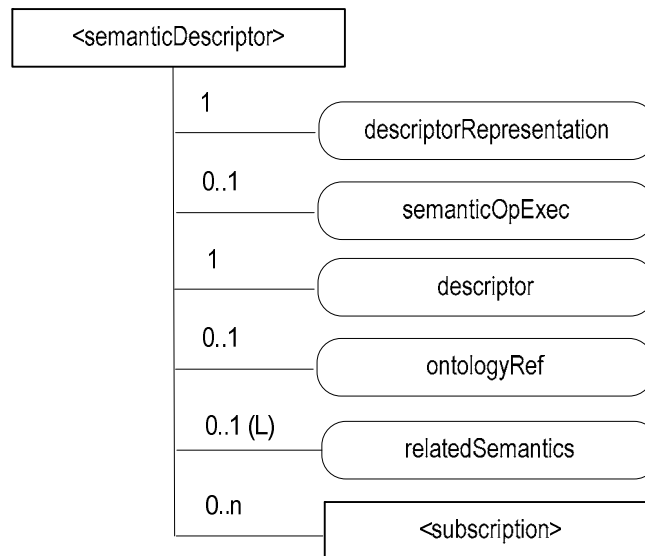 <semanticDescriptor>
1
descriptorRepresentation
0..1
semanticOpExec
1
descriptor
0..1
ontologyRef
0..1 (L)
relatedSemantics
0..n
<subscription>